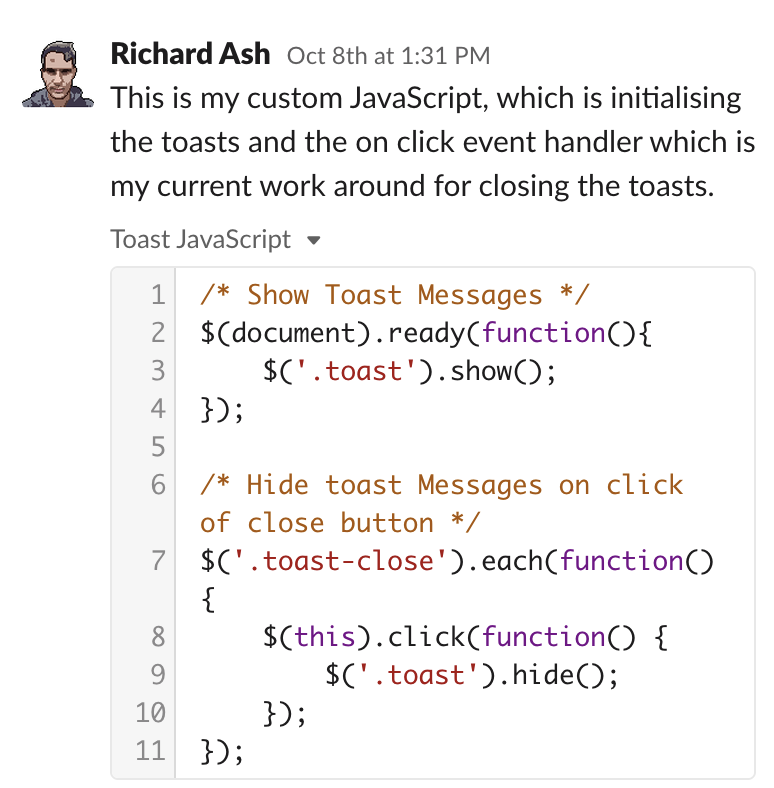 Richard Ash Oct 8th at 1:31 PM
This is my custom JavaScript, which is initialising
the toasts and the on click event handler which is
my current work around for closing the toasts.
Toast JavaScript
1 /* Show Toast Messages */
2 $(document).ready(function(){
3     $('.toast').show();
4 });
5
6 /* Hide toast Messages on click
of close button */
7 $('.toast-close').each(function()
{
8     $(this).click(function() {
9         $('.toast').hide();
10     });
11 });